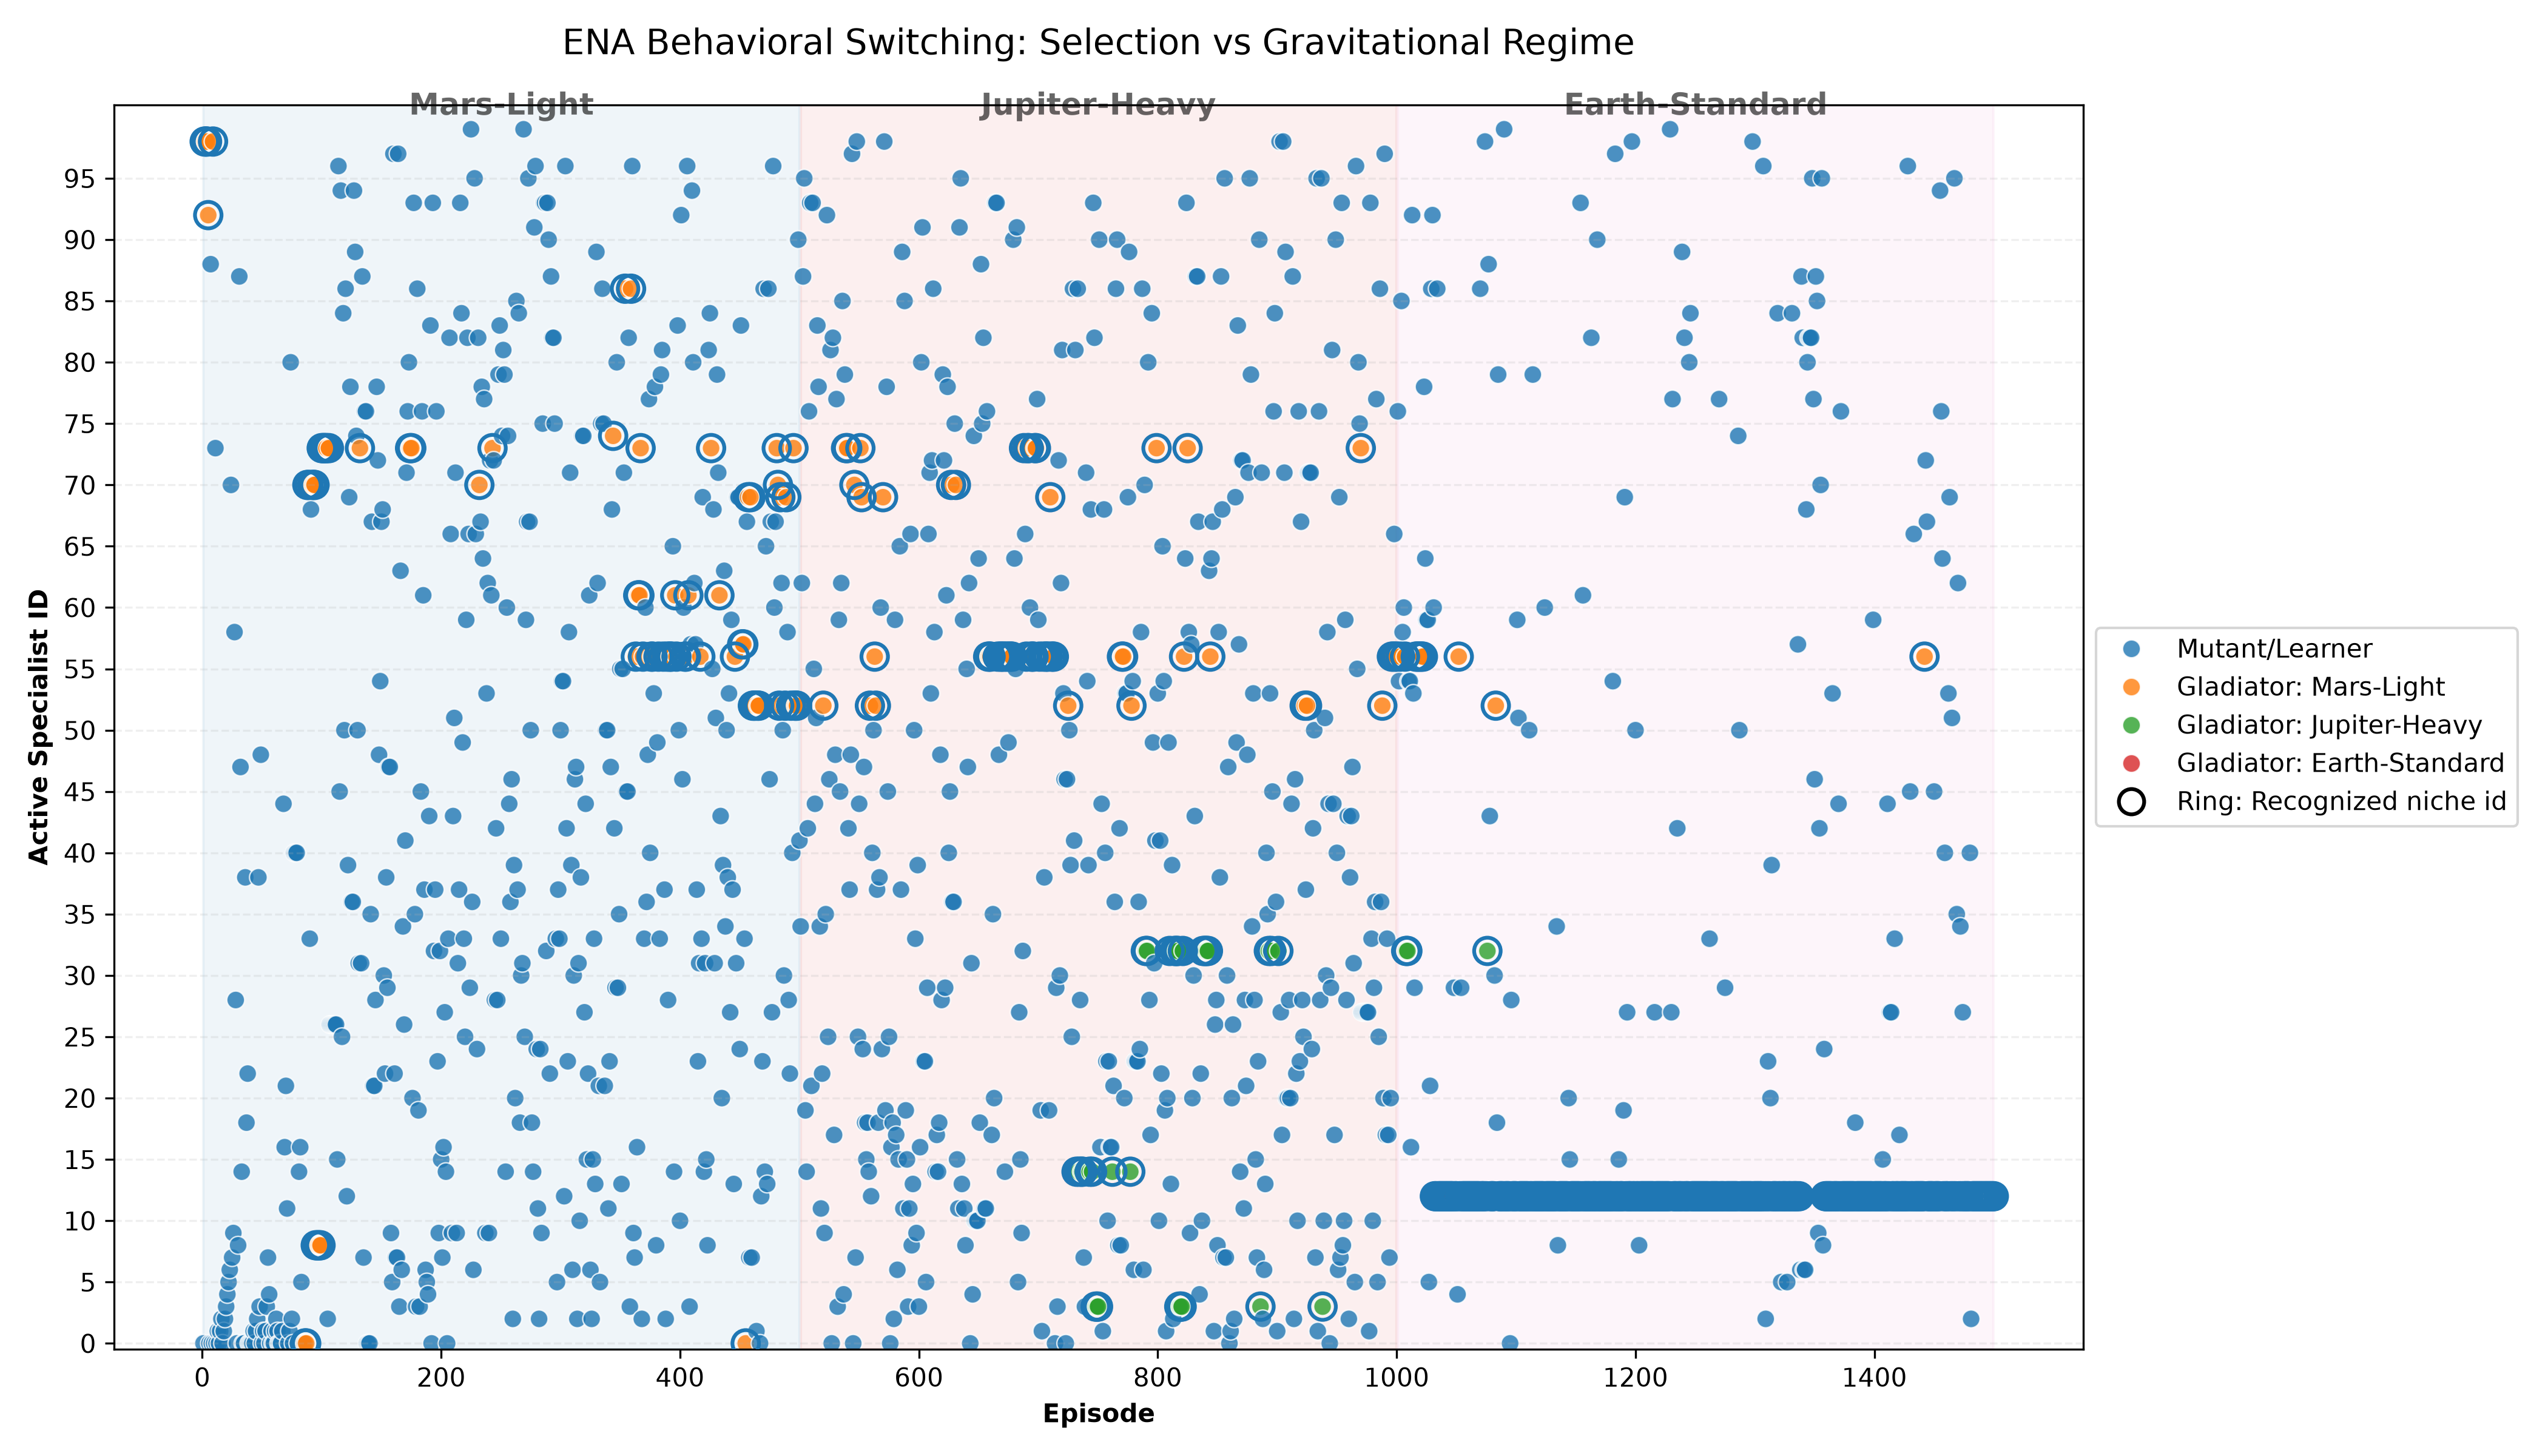 ENA Behavioral Switching: Selection vs Gravitational Regime
Mars-Light
Jupiter-Heavy
Earth-Standard
Active Specialist ID
95
90
85
80
75
70
65
60
55
50
45
40
35
30
25
20
15
10
5
0
0
200
400
600
800
1000
1200
1400
Episode
Mutant/Learner
Gladiator: Mars-Light
Gladiator: Jupiter-Heavy
Gladiator: Earth-Standard
Ring: Recognized niche id